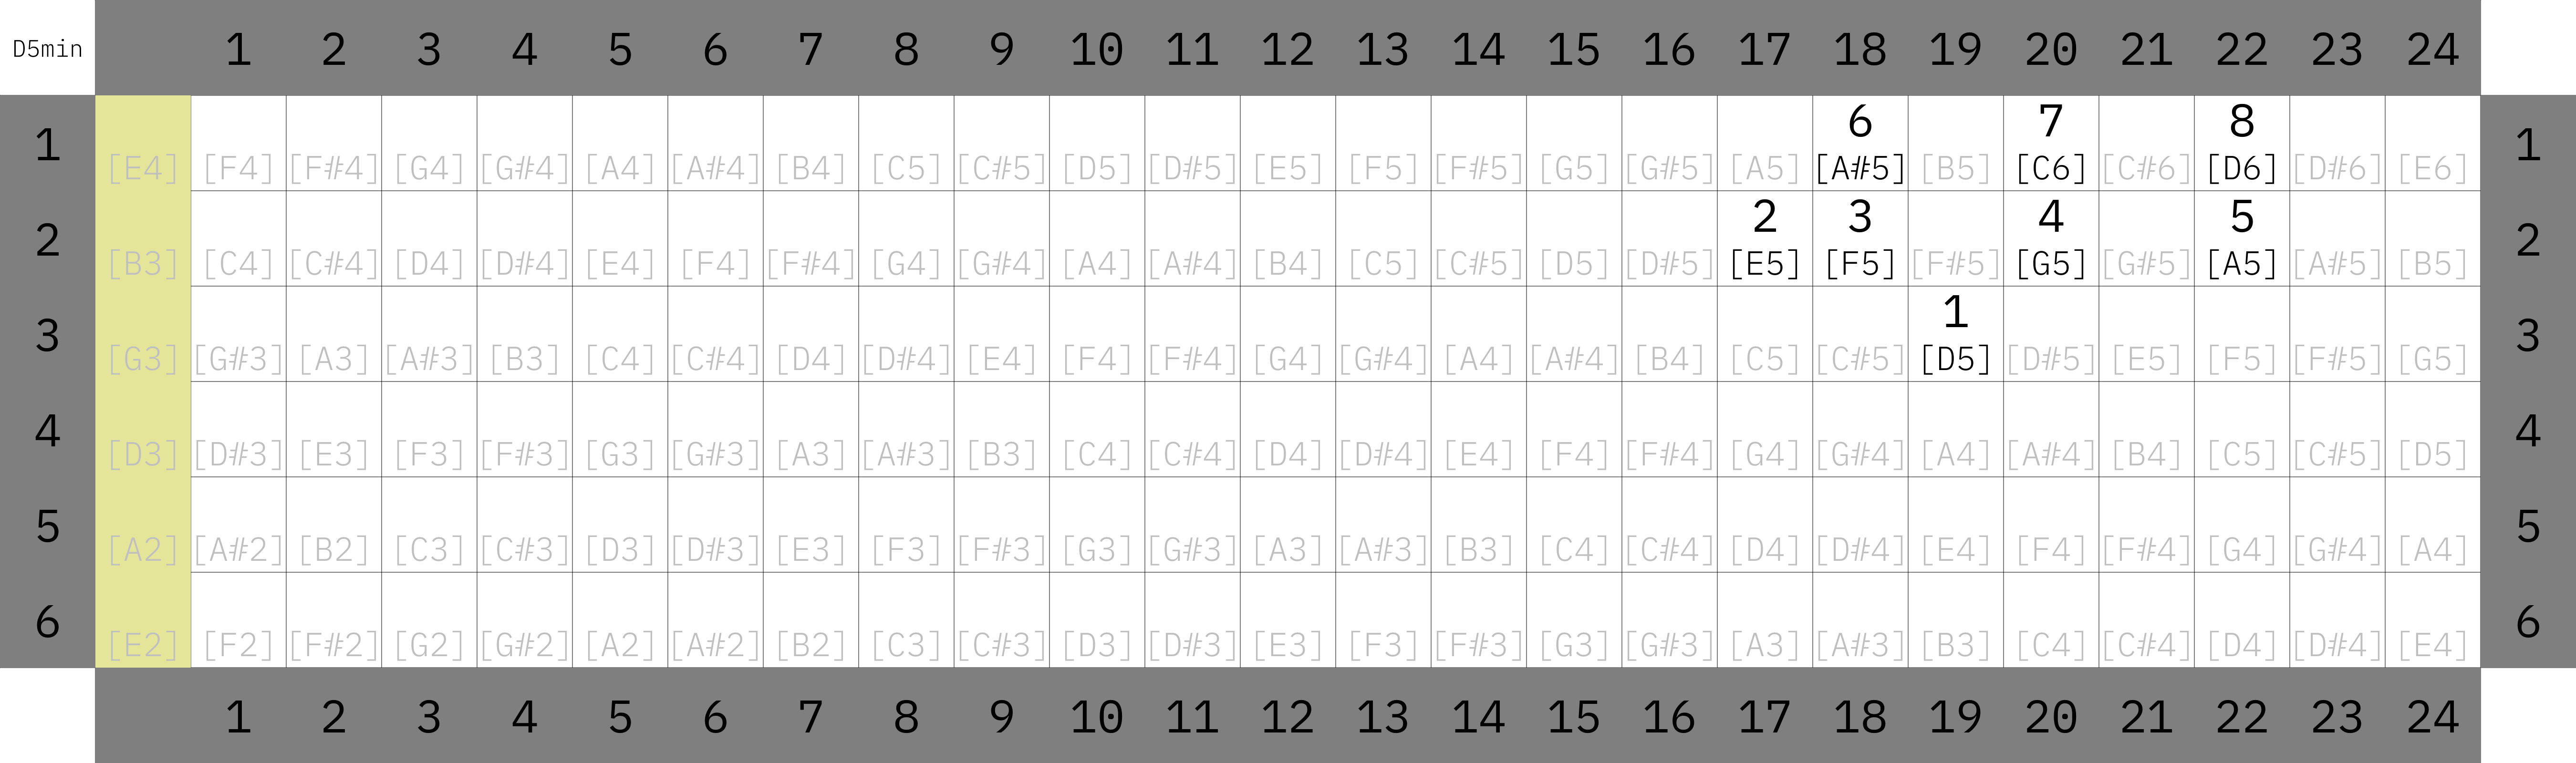 D5min 1 2 3 4 5 6 7 8 9 10 11 12 13 14 15 16 17 18 19 20 21 22 23 24
6 7 8
1 [E4] [F4] [F#4] [G4] [G#4] [A4] [A#4] [B4] [C5] [C#5] [D5] [D#5] [E5] [F5] [F#5] [G5] [G#5] [A5] [A#5] [B5] [C6] [C#6] [D6] [D#6] [E6] 1
2 3 4 5
2 [B3] [C4] [C#4] [D4] [D#4] [E4] [F4] [F#4] [G4] [G#4] [A4] [A#4] [B4] [C5] [C#5] [D5] [D#5] [E5] [F5] [F#5] [G5] [G#5] [A5] [A#5] [B5] 2
1
3 [G3] [G#3] [A3] [A#3] [B3] [C4] [C#4] [D4] [D#4] [E4] [F4] [F#4] [G4] [G#4] [A4] [A#4] [B4] [C5] [C#5] [D5] [D#5] [E5] [F5] [F#5] [G5] 3
4 [D3] [D#3] [E3] [F3] [F#3] [G3] [G#3] [A3] [A#3] [B3] [C4] [C#4] [D4] [D#4] [E4] [F4] [F#4] [G4] [G#4] [A4] [A#4] [B4] [C5] [C#5] [D5] 4
5 [A2] [A#2] [B2] [C3] [C#3] [D3] [D#3] [E3] [F3] [F#3] [G3] [G#3] [A3] [A#3] [B3] [C4] [C#4] [D4] [D#4] [E4] [F4] [F#4] [G4] [G#4] [A4] 5
6 [E2] [F2] [F#2] [G2] [G#2] [A2] [A#2] [B2] [C3] [C#3] [D3] [D#3] [E3] [F3] [F#3] [G3] [G#3] [A3] [A#3] [B3] [C4] [C#4] [D4] [D#4] [E4] 6
1 2 3 4 5 6 7 8 9 10 11 12 13 14 15 16 17 18 19 20 21 22 23 24